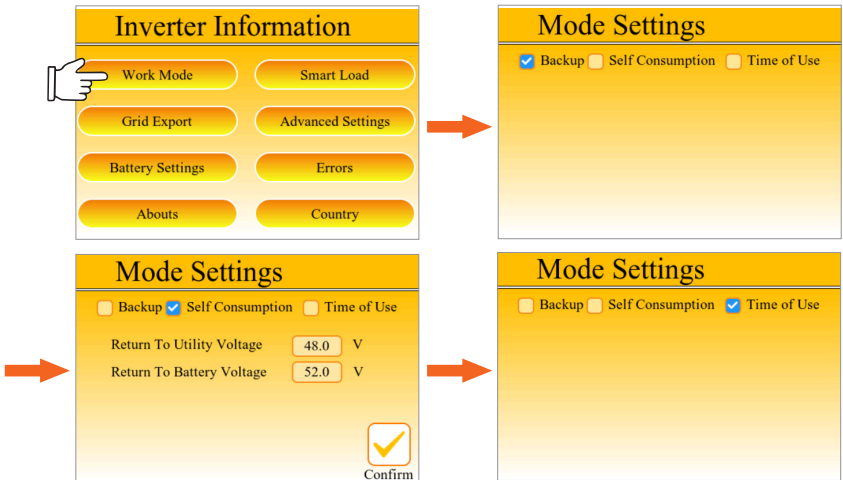 Inverter Information
Work Mode
Smart Load
Grid Export
Advanced Settings
Battery Settings
Errors
Abouts
Country
Mode Settings
Backup Self Consumption Time of Use
Mode Settings
Backup Self Consumption Time of Use
Return To Utility Voltage 48.0 V
Return To Battery Voltage 52.0 V
Confirm
Mode Settings
Backup Self Consumption Time of Use